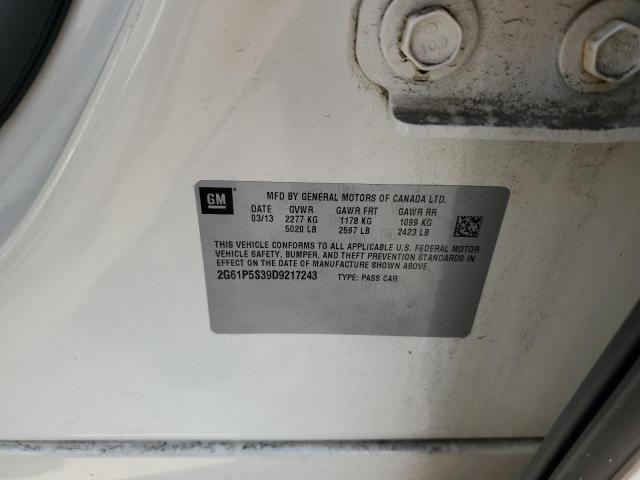 GM
MFD BY GENERAL MOTORS OF CANADA LTD.
DATE GVWR GAWR FRT GAWR RR
03/13 2277 KG 1178 KG 1099 KG
5020 LB 2597 LB 2423 LB
THIS VEHICLE CONFORMS TO ALL APPLICABLE U.S. FEDERAL MOTOR
VEHICLE SAFETY, BUMPER, AND THEFT PREVENTION STANDARDS IN
EFFECT ON THE DATE OF MANUFACTURE SHOWN ABOVE.
2G61P5S39D9217243 TYPE: PASS CAR